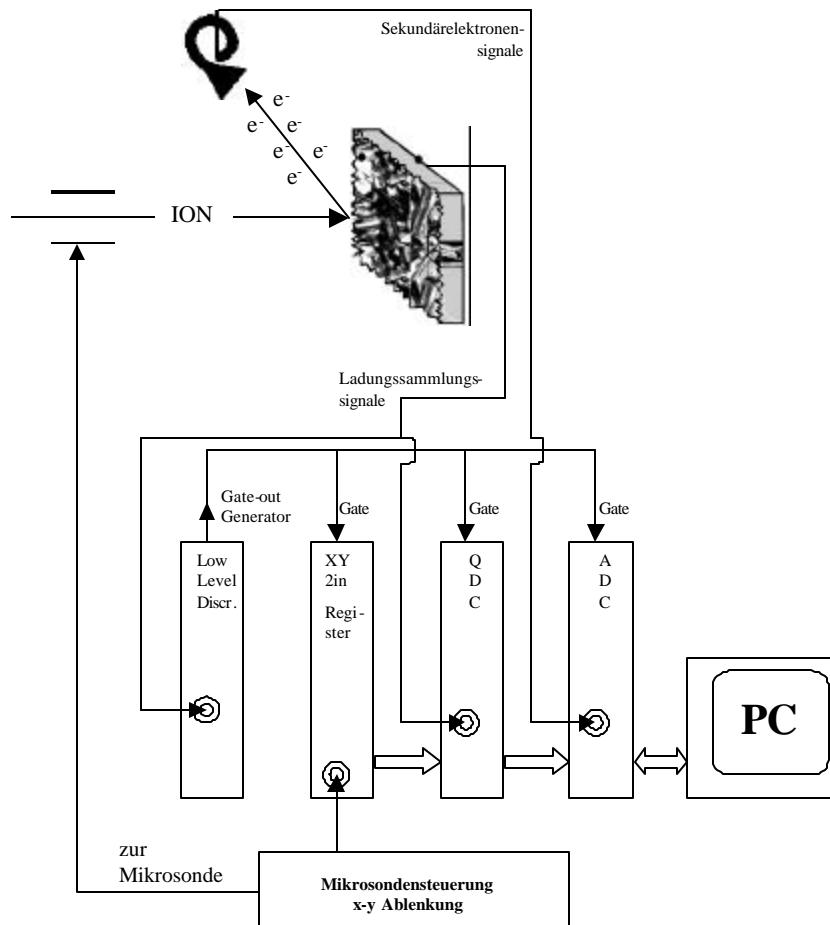 Sekundärelektronen-
signale
e-
e-
e-
e-
e-
e-
ION
Ladungssammlungs-
signale
Gate-out
Generator
Gate
Gate
Gate
Low
Level
Discr.
XY
2in
Regi-
ster
Q
D
C
A
D
C
PC
zur
Mikrosonde
Mikrosondensteuerung
x-y Ablenkung